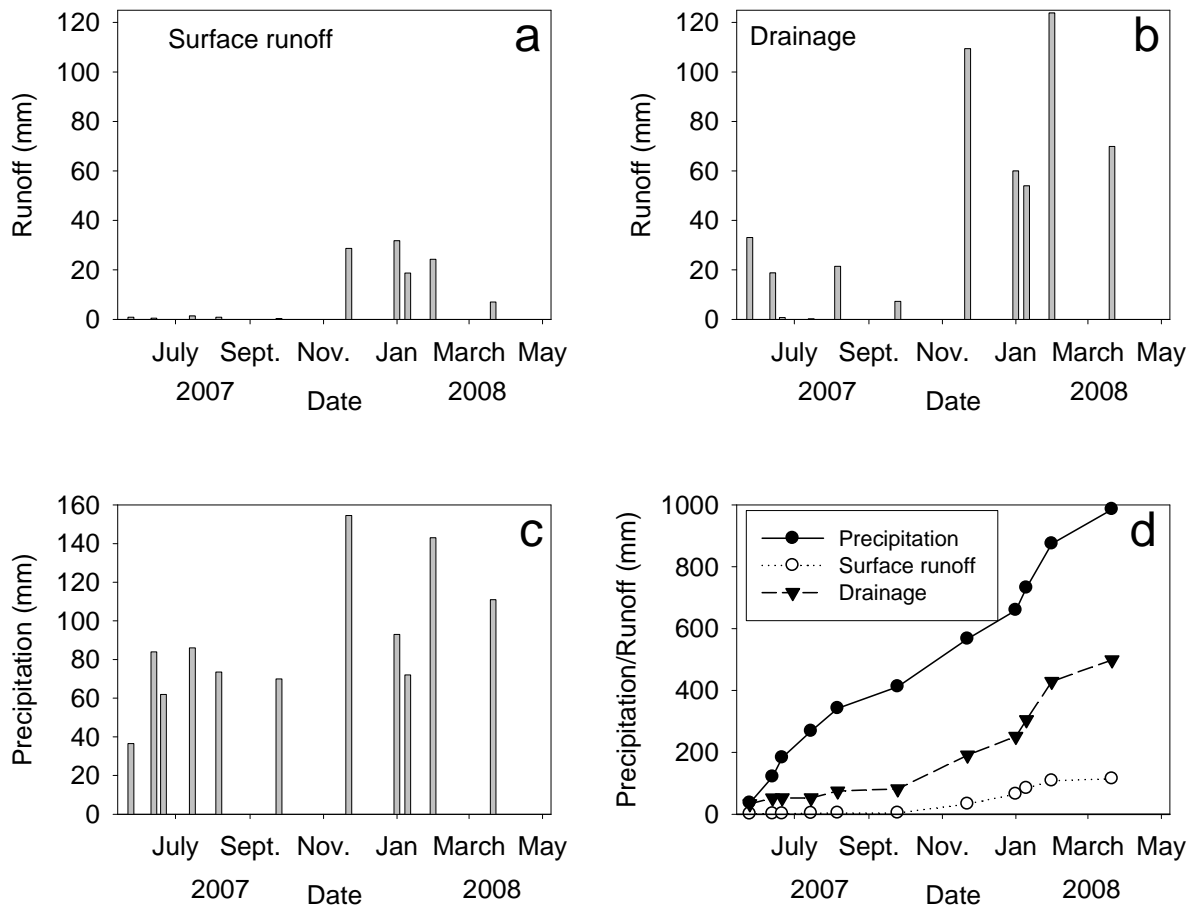 Surface runoff
a
Runoff (mm)
120
100
80
60
40
20
0
July Sept. Nov. Jan March May
2007 Date 2008
Drainage
b
Runoff (mm)
120
100
80
60
40
20
0
July Sept. Nov. Jan March May
2007 Date 2008
c
Precipitation (mm)
160
140
120
100
80
60
40
20
0
July Sept. Nov. Jan March May
2007 Date 2008
d
Precipitation/Runoff (mm)
1000
800
600
400
200
0
Precipitation
Surface runoff
Drainage
July Sept. Nov. Jan March May
2007 Date 2008